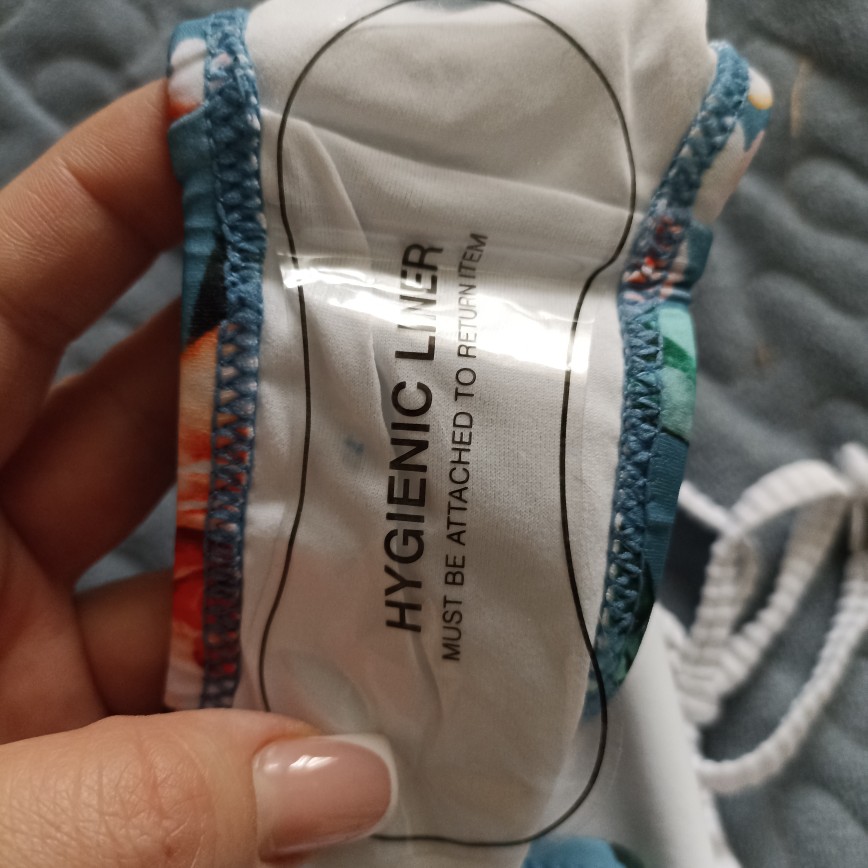 HYGIENIC LINER
MUST BE ATTACHED TO RETURN ITEM